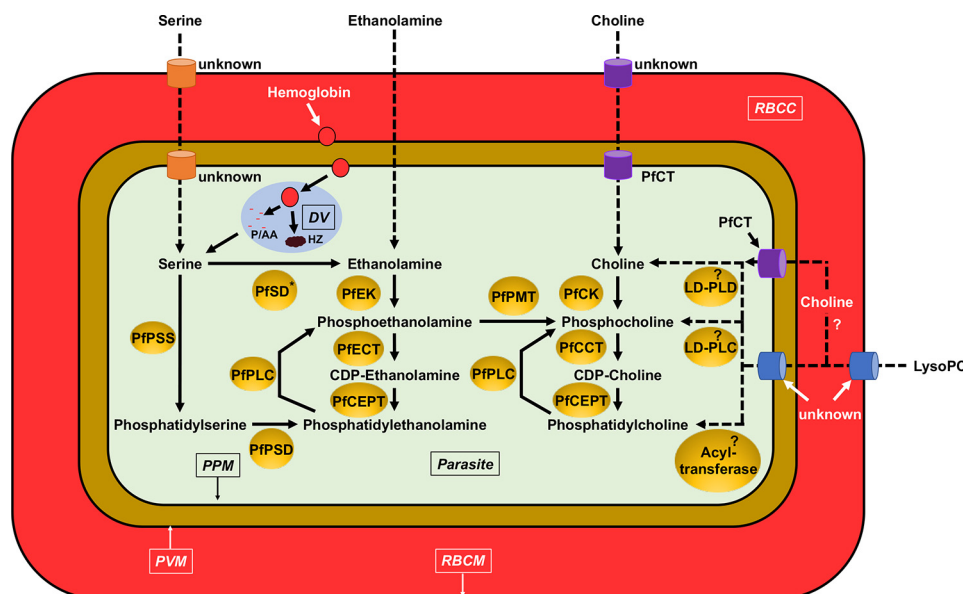 Serine Ethanolamine Choline
unknown unknown
Hemoglobin RBCC
unknown PfCT
DV
P/AA HZ
PfCT
Serine Ethanolamine Choline
PfSD* PfEK PfPMT PfCK ? LD-PLD
Choline ?
Phosphoethanolamine Phosphocholine
PfPSS PfECT PfCCT ? LD-PLC
PfPLC CDP-Ethanolamine PfPLC CDP-Choline LysoPC
PfCEPT PfCEPT unknown
Phosphatidylserine Phosphatidylethanolamine Phosphatidylcholine
PfPSD ?
Acyl-
transferase
PPM Parasite
PVM RBCM